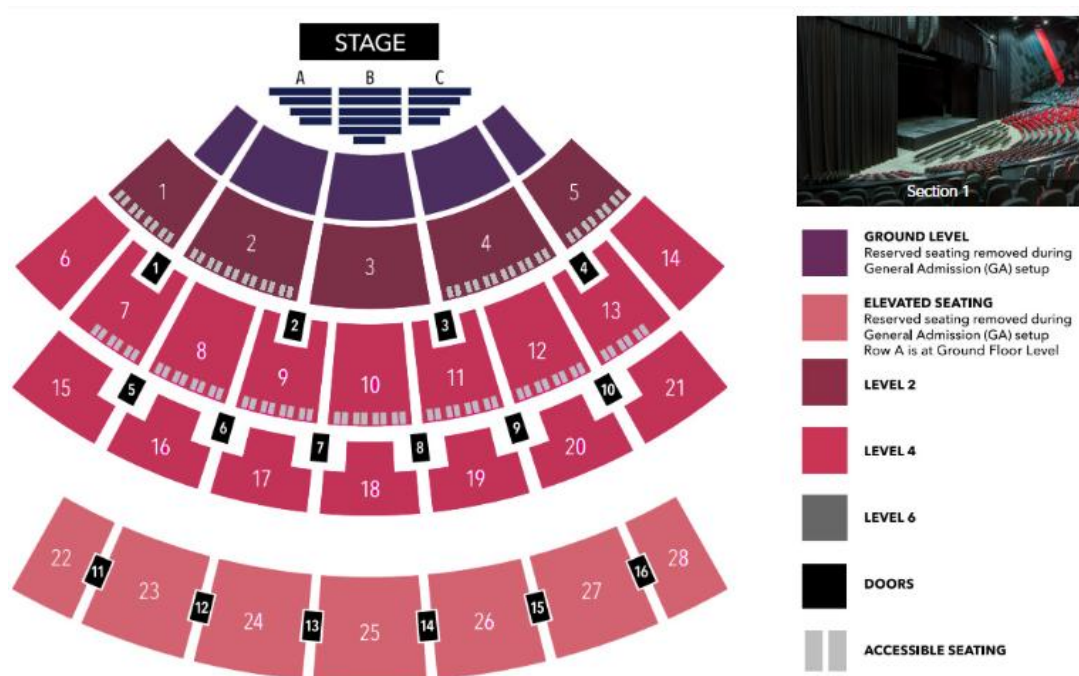 STAGE
A B C
1 2 3 4 5
6 7 8 9 10 11 12 13 14
1 2 3 4
15 16 17 18 19 20 21
5 6 7 8 9 10
22 23 24 25 26 27 28
11 12 13 14 15 16
Section 1
GROUND LEVEL
Reserved seating removed during
General Admission (GA) setup
ELEVATED SEATING
Reserved seating removed during
General Admission (GA) setup
Row A is at Ground Floor Level
LEVEL 2
LEVEL 4
LEVEL 6
DOORS
ACCESSIBLE SEATING